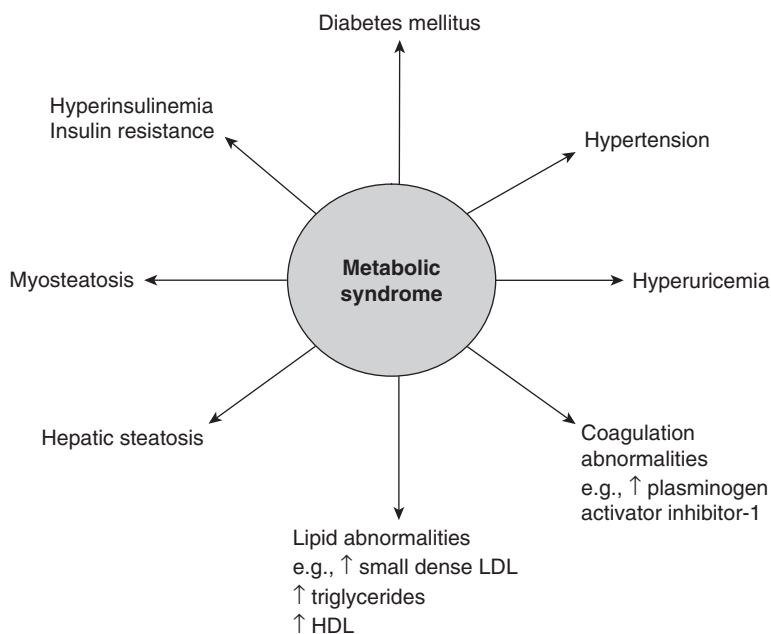 Diabetes mellitus
Hyperinsulinemia
Insulin resistance
Hypertension
Myosteatosis
Metabolic
syndrome
Hyperuricemia
Hepatic steatosis
Coagulation
abnormalities
e.g., ↑ plasminogen
activator inhibitor-1
Lipid abnormalities
e.g., ↑ small dense LDL
↑ triglycerides
↑ HDL